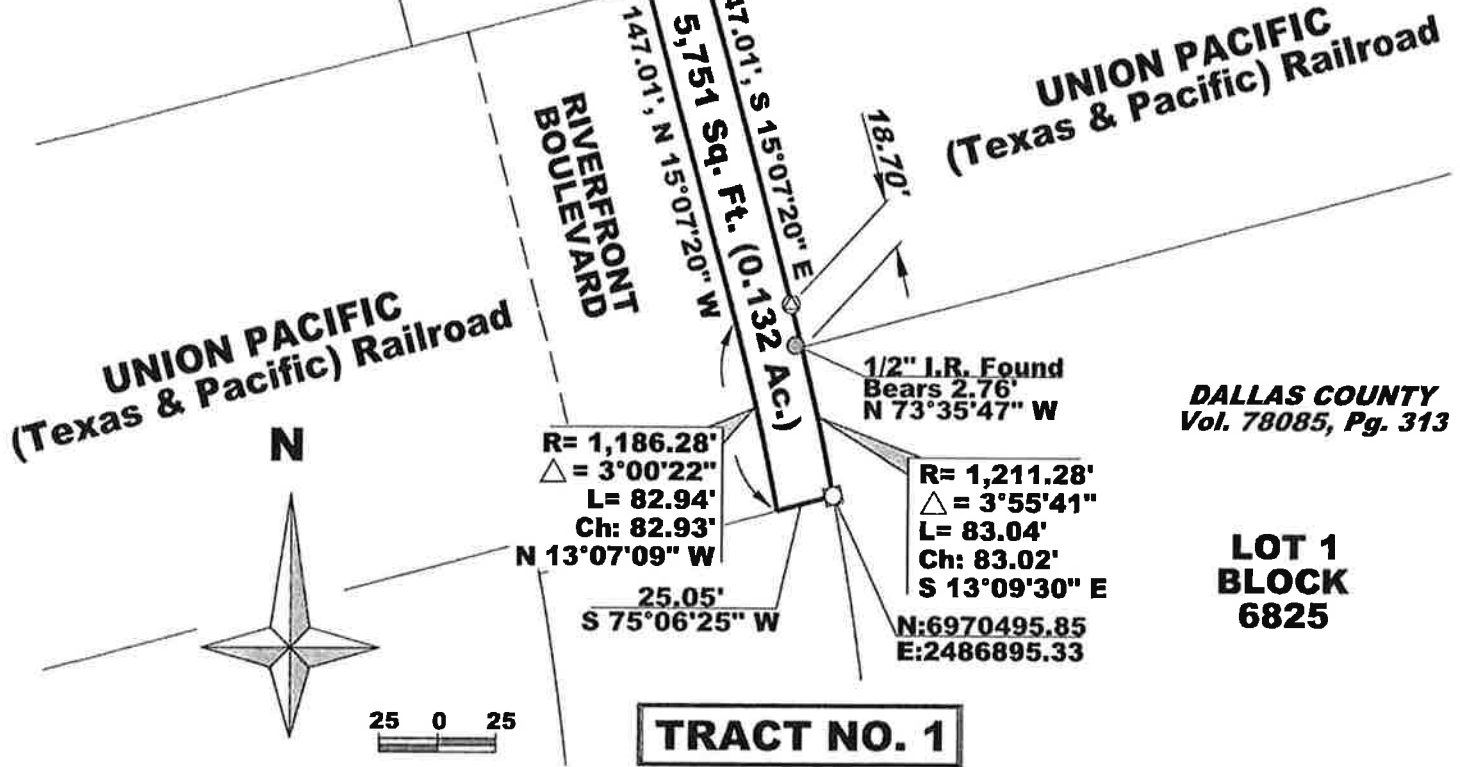 147.01', N 15°07'20" W
5,751 Sq. Ft. (0.132 Ac.)
47.01', S 15°07'20" E
RIVERFRONT
BOULEVARD
18.70'
UNION PACIFIC
(Texas & Pacific) Railroad
UNION PACIFIC
(Texas & Pacific) Railroad
1/2" I.R. Found
Bears 2.76'
N 73°35'47" W
DALLAS COUNTY
Vol. 78085, Pg. 313
N
R= 1,186.28'
△ = 3°00'22"
L= 82.94'
Ch: 82.93'
N 13°07'09" W
R= 1,211.28'
△ = 3°55'41"
L= 83.04'
Ch: 83.02'
S 13°09'30" E
25.05'
S 75°06'25" W
N:6970495.85
E:2486895.33
LOT 1
BLOCK
6825
25 0 25
TRACT NO. 1